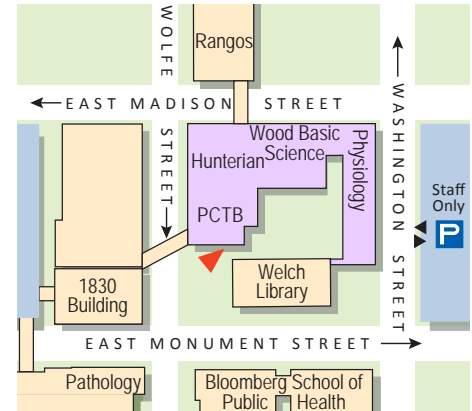 WOLFE
STREET
Rangos
EAST MADISON STREET
WASHINGTON STREET
Wood Basic
Science
Hunterian
Physiology
PCTB
Staff
Only
P
Welch
Library
1830
Building
EAST MONUMENT STREET
Pathology
Bloomberg School of
Public Health